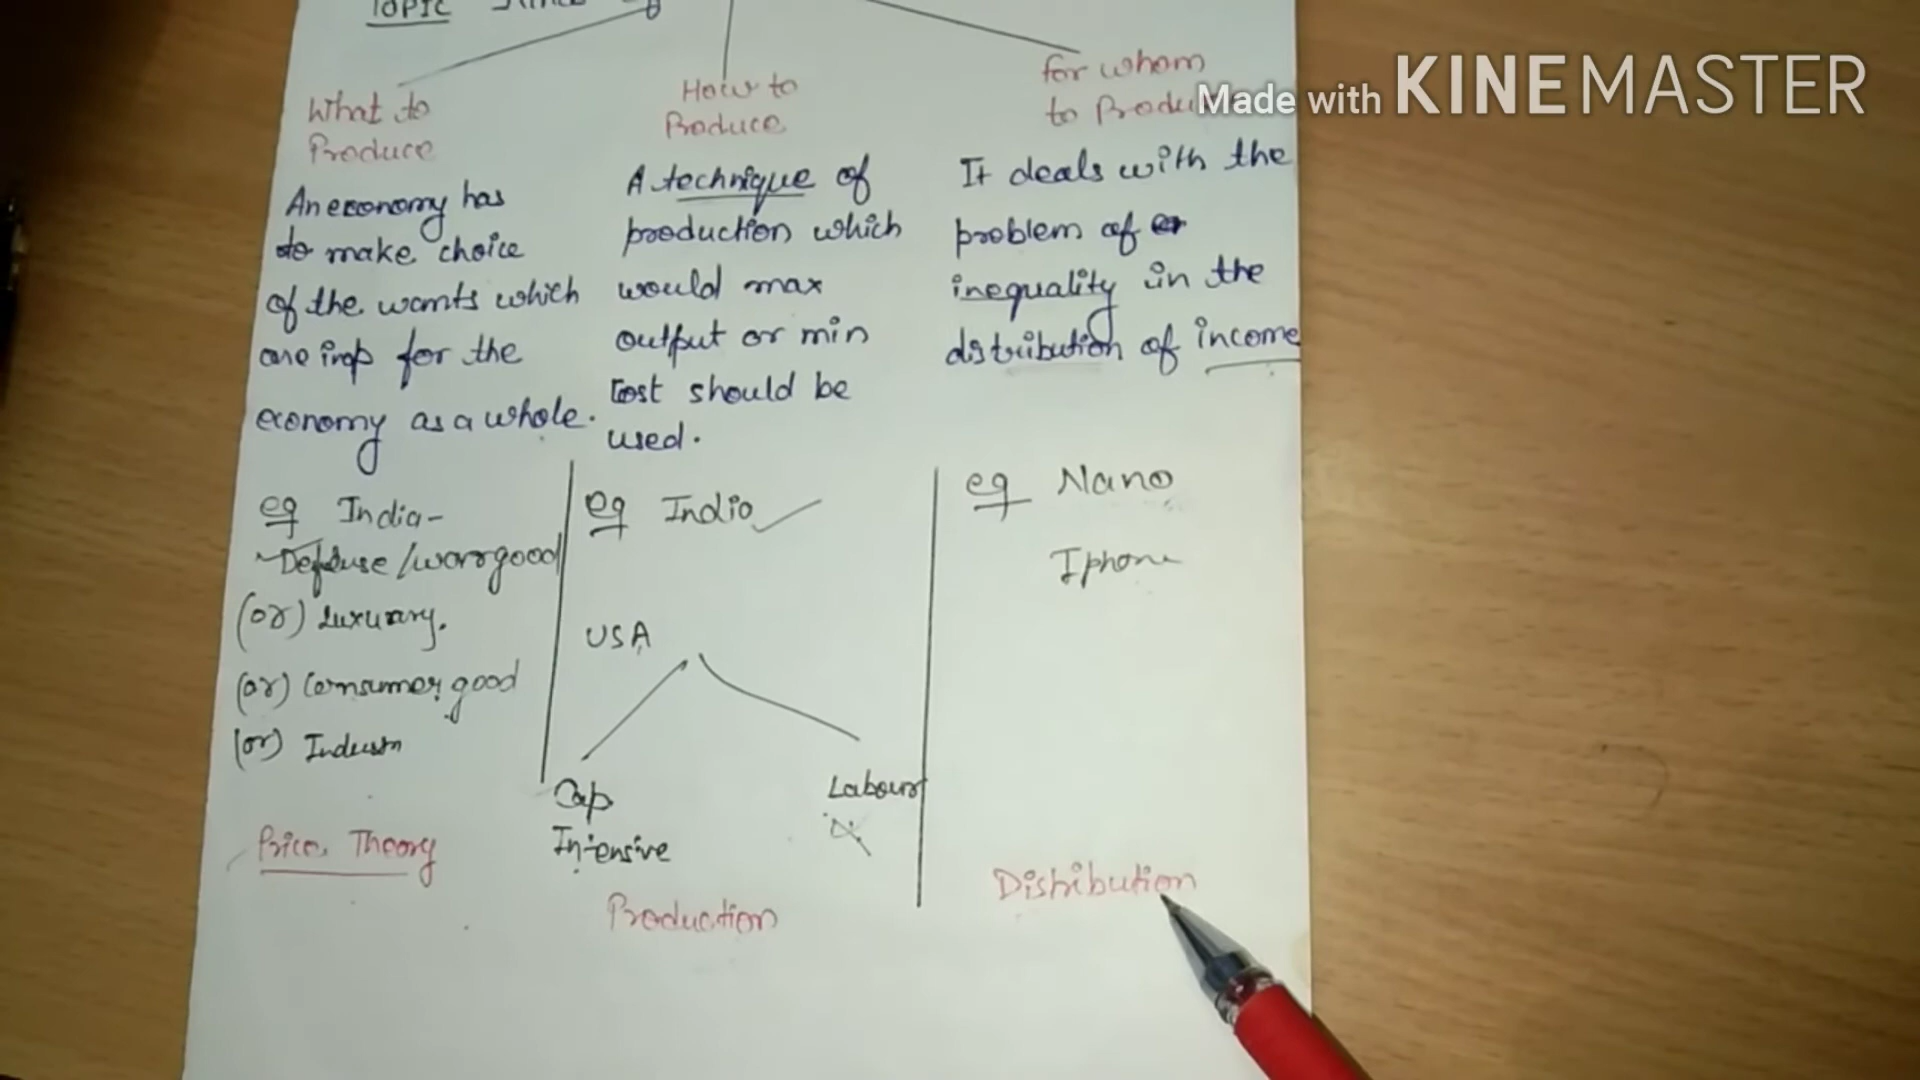 TOPIC
What to
Produce
An economy has
to make choice
of the wants which
are imp for the
economy as a whole.
eg India-
Defense/war good
(or) Luxurary.
(or) Consumer good
(or)
Price Theory
How to
Produce
A technique of
production which
would max
output or min
cost should be
used.
eg India
USA
Cap
Intensive
Labour
Production
for whom
to
It deals with the
problem of
inequality in the
distribution of income
eg Nano
Iphone
Distribution
Made with KINEMASTER